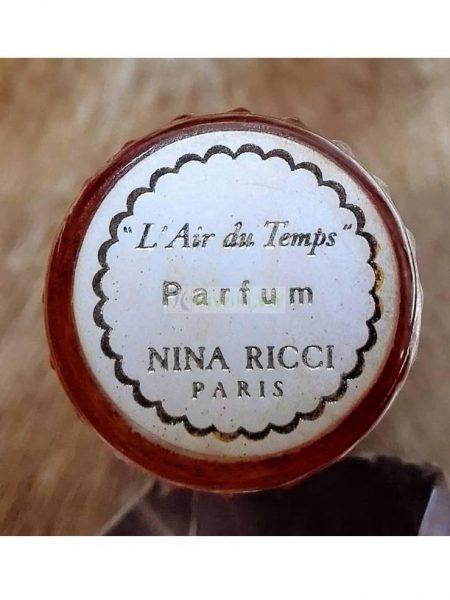 "L'Air du Temps"
Parfum
NINA RICCI
PARIS